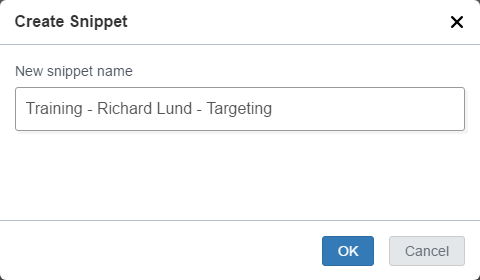 Create Snippet
New snippet name
Training - Richard Lund - Targeting
OK Cancel